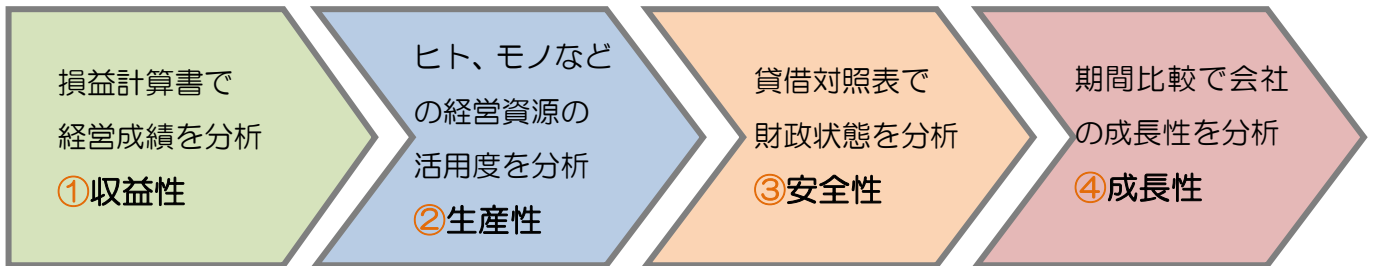 損益計算書で
経営成績を分析
①収益性
ヒト、モノなど
の経営資源の
活用度を分析
②生産性
貸借対照表で
財政状態を分析
③安全性
期間比較で会社
の成長性を分析
④成長性